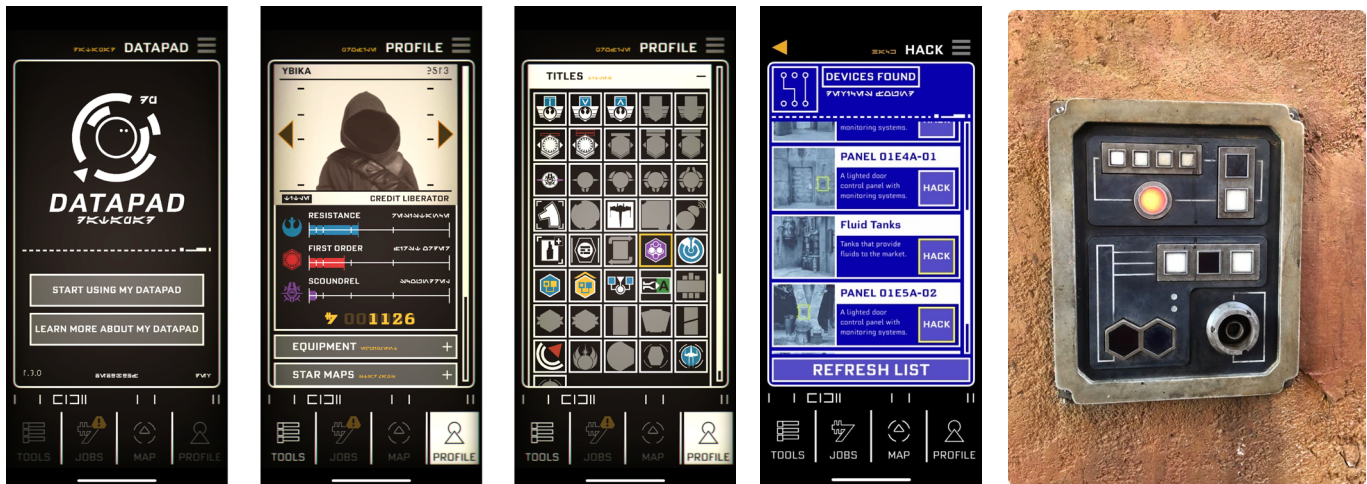 DATAPAD
DATAPAD
START USING MY DATAPAD
LEARN MORE ABOUT MY DATAPAD
TOOLS
JOBS
MAP
PROFILE
PROFILE
YBIKA
CREDIT LIBERATOR
RESISTANCE
FIRST ORDER
SCOUNDREL
001126
EQUIPMENT +
STAR MAPS +
TOOLS
JOBS
MAP
PROFILE
PROFILE
TITLES −
TOOLS
JOBS
MAP
PROFILE
HACK
DEVICES FOUND
monitoring systems.
HACK
PANEL 01E4A-01
A lighted door
control panel with
monitoring systems.
HACK
Fluid Tanks
Tanks that provide
fluids to the market.
HACK
PANEL 01E5A-02
A lighted door
control panel with
monitoring systems.
HACK
REFRESH LIST
TOOLS
JOBS
MAP
PROFILE